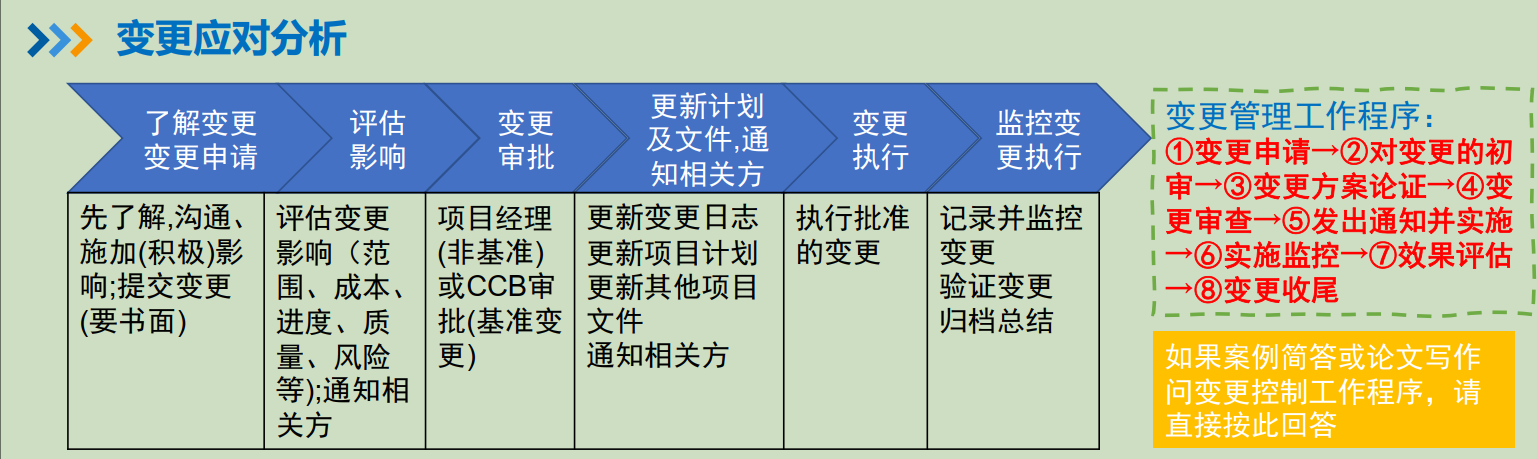 变更应对分析
了解变更
变更申请
评估
影响
变更
审批
更新计划
及文件,通
知相关方
变更
执行
监控变
更执行
先了解,沟通、
施加(积极)影
响;提交变更
(要书面)
评估变更
影响（范
围、成本、
进度、质
量、风险
等);通知相
关方
项目经理
(非基准)
或CCB审
批(基准变
更)
更新变更日志
更新项目计划
更新其他项目
文件
通知相关方
执行批准
的变更
记录并监控
变更
验证变更
归档总结
变更管理工作程序：
①变更申请→②对变更的初
审→③变更方案论证→④变
更审查→⑤发出通知并实施
→⑥实施监控→⑦效果评估
→⑧变更收尾
如果案例简答或论文写作
问变更控制工作程序，请
直接按此回答